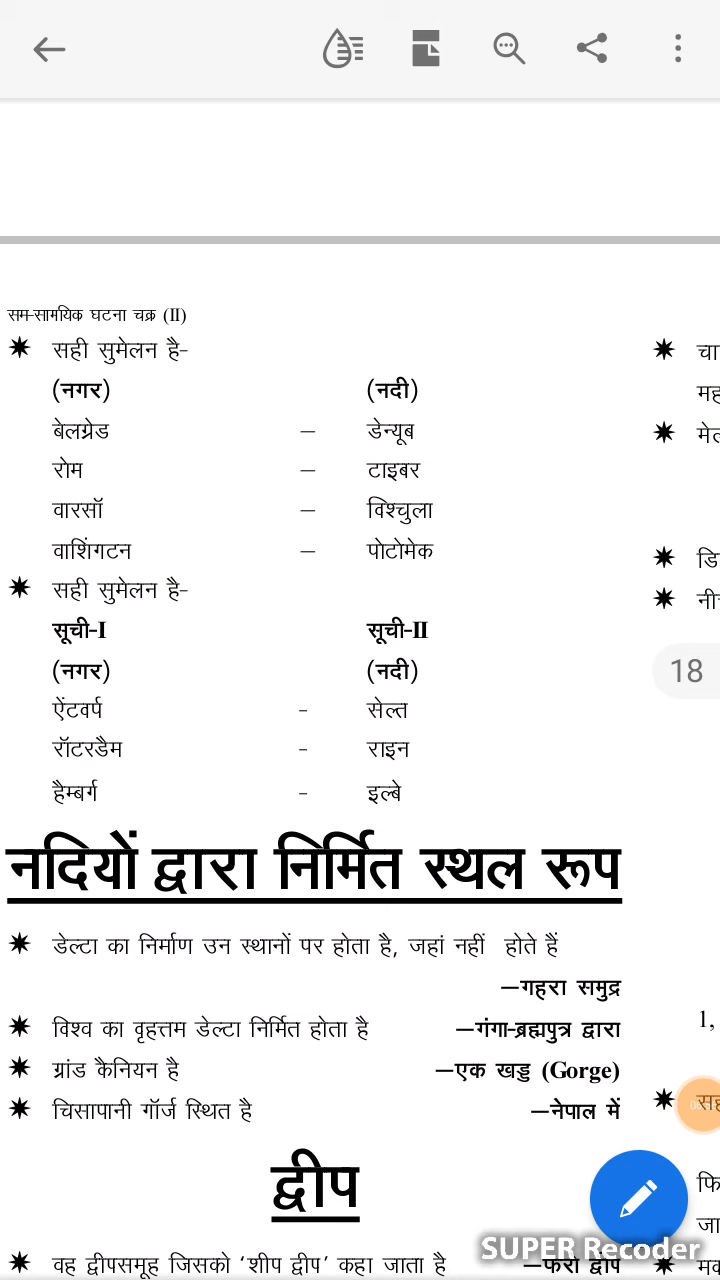 सम-सामयिक घटना चक्र (II)
✷ सही सुमेलन है-
(नगर) (नदी)
बेलग्रेड – डेन्यूब
रोम – टाइबर
वारसॉ – विश्चुला
वाशिंगटन – पोटोमेक
✷ सही सुमेलन है-
सूची-I सूची-II
(नगर) (नदी)
ऐंटवर्प - सेल्त
रॉटरडैम - राइन
हैम्बर्ग - इल्बे
नदियों द्वारा निर्मित स्थल रूप
✷ डेल्टा का निर्माण उन स्थानों पर होता है, जहां नहीं होते हैं
–गहरा समुद्र
✷ विश्व का वृहत्तम डेल्टा निर्मित होता है –गंगा-ब्रह्मपुत्र द्वारा
✷ ग्रांड कैनियन है –एक खड्ड (Gorge)
✷ चिसापानी गॉर्ज स्थित है –नेपाल में
द्वीप
✷ वह द्वीपसमूह जिसको ‘शीप द्वीप’ कहा जाता है –फरो द्वीप
✷ चा
✷ डि
18
1,
फि
जा
SUPER Recoder